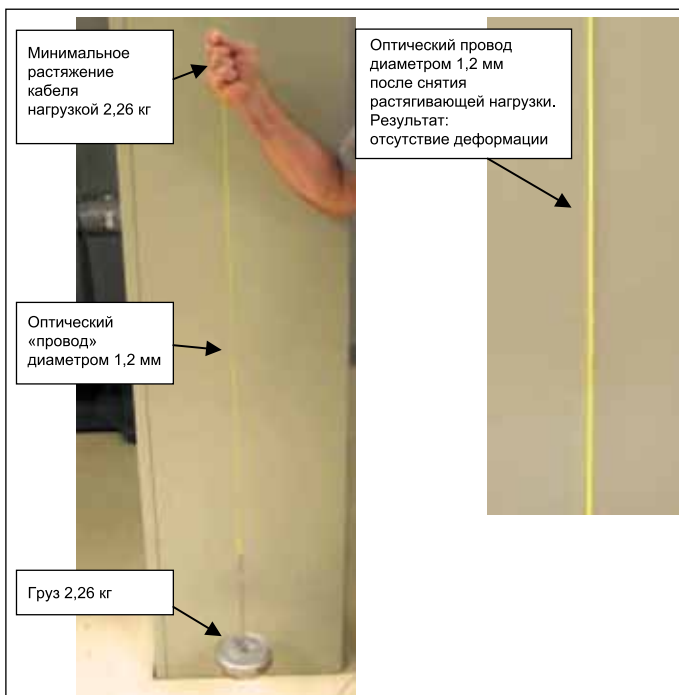 Минимальное
растяжение
кабеля
нагрузкой 2,26 кг
Оптический провод
диаметром 1,2 мм
после снятия
растягивающей нагрузки.
Результат:
отсутствие деформации
Оптический
«провод»
диаметром 1,2 мм
Груз 2,26 кг